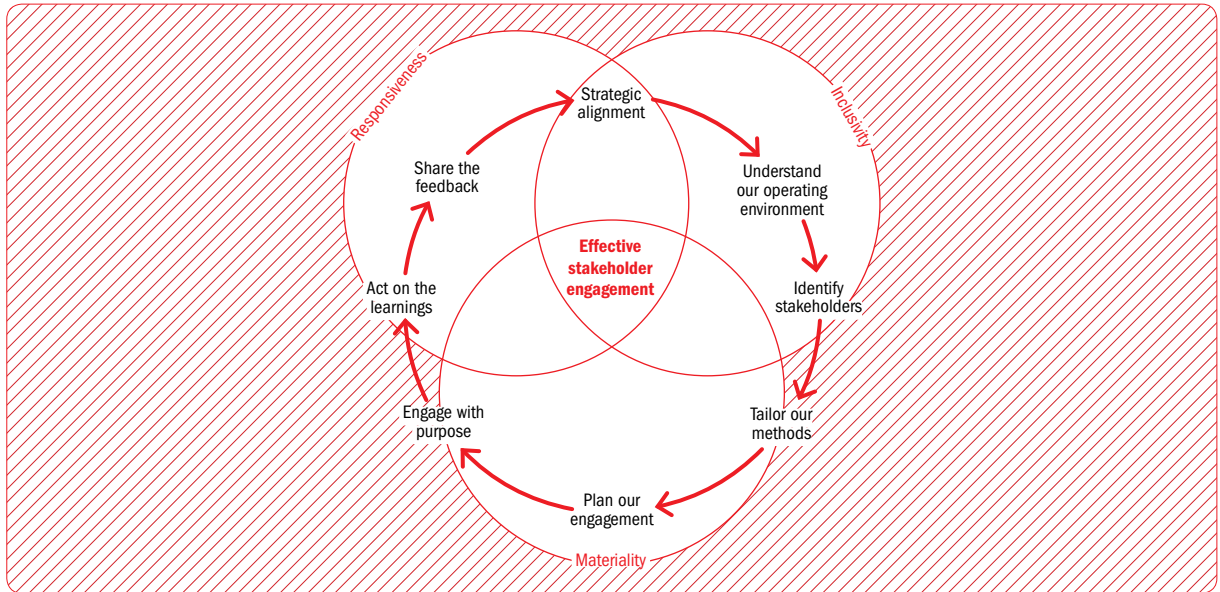 Responsiveness
Inclusivity
Strategic
alignment
Understand
our operating
environment
Identify
stakeholders
Tailor our
methods
Plan our
engagement
Engage with
purpose
Act on the
learnings
Share the
feedback
Effective
stakeholder
engagement
Materiality